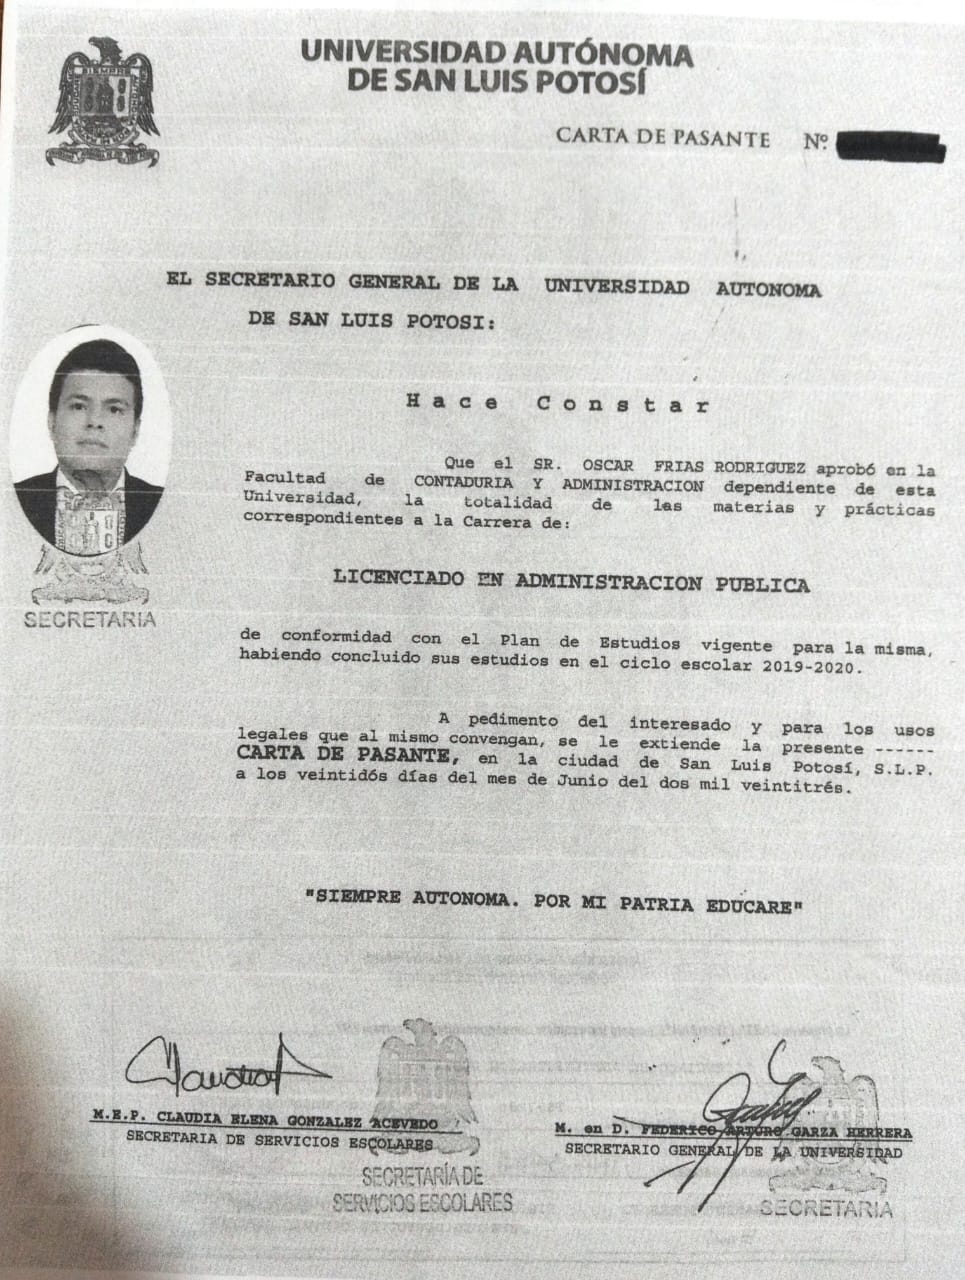 UNIVERSIDAD AUTÓNOMA
DE SAN LUIS POTOSÍ
CARTA DE PASANTE Nº.
SIEMPRE
EL SECRETARIO GENERAL DE LA UNIVERSIDAD AUTONOMA
DE SAN LUIS POTOSI:
Hace Constar
Que el SR. OSCAR FRIAS RODRIGUEZ aprobó en la
Facultad de CONTADURIA Y ADMINISTRACION dependiente de esta
Universidad, la totalidad de las materias y prácticas
correspondientes a la Carrera de:
LICENCIADO EN ADMINISTRACION PUBLICA
SECRETARIA
de conformidad con el Plan de Estudios vigente para la misma,
habiendo concluido sus estudios en el ciclo escolar 2019-2020.
A pedimento del interesado y para los usos
legales que al mismo convengan, se le extiende la presente ------
CARTA DE PASANTE, en la ciudad de San Luis Potosí, S.L.P.
a los veintidós días del mes de Junio del dos mil veintitrés.
"SIEMPRE AUTONOMA. POR MI PATRIA EDUCARE"
M.E.P. CLAUDIA ELENA GONZALEZ ACEVEDO
SECRETARIA DE SERVICIOS ESCOLARES
SECRETARÍA DE
SERVICIOS ESCOLARES
M. en D. FEDERICO ARTURO GARZA HERRERA
SECRETARIO GENERAL DE LA UNIVERSIDAD
SECRETARIA